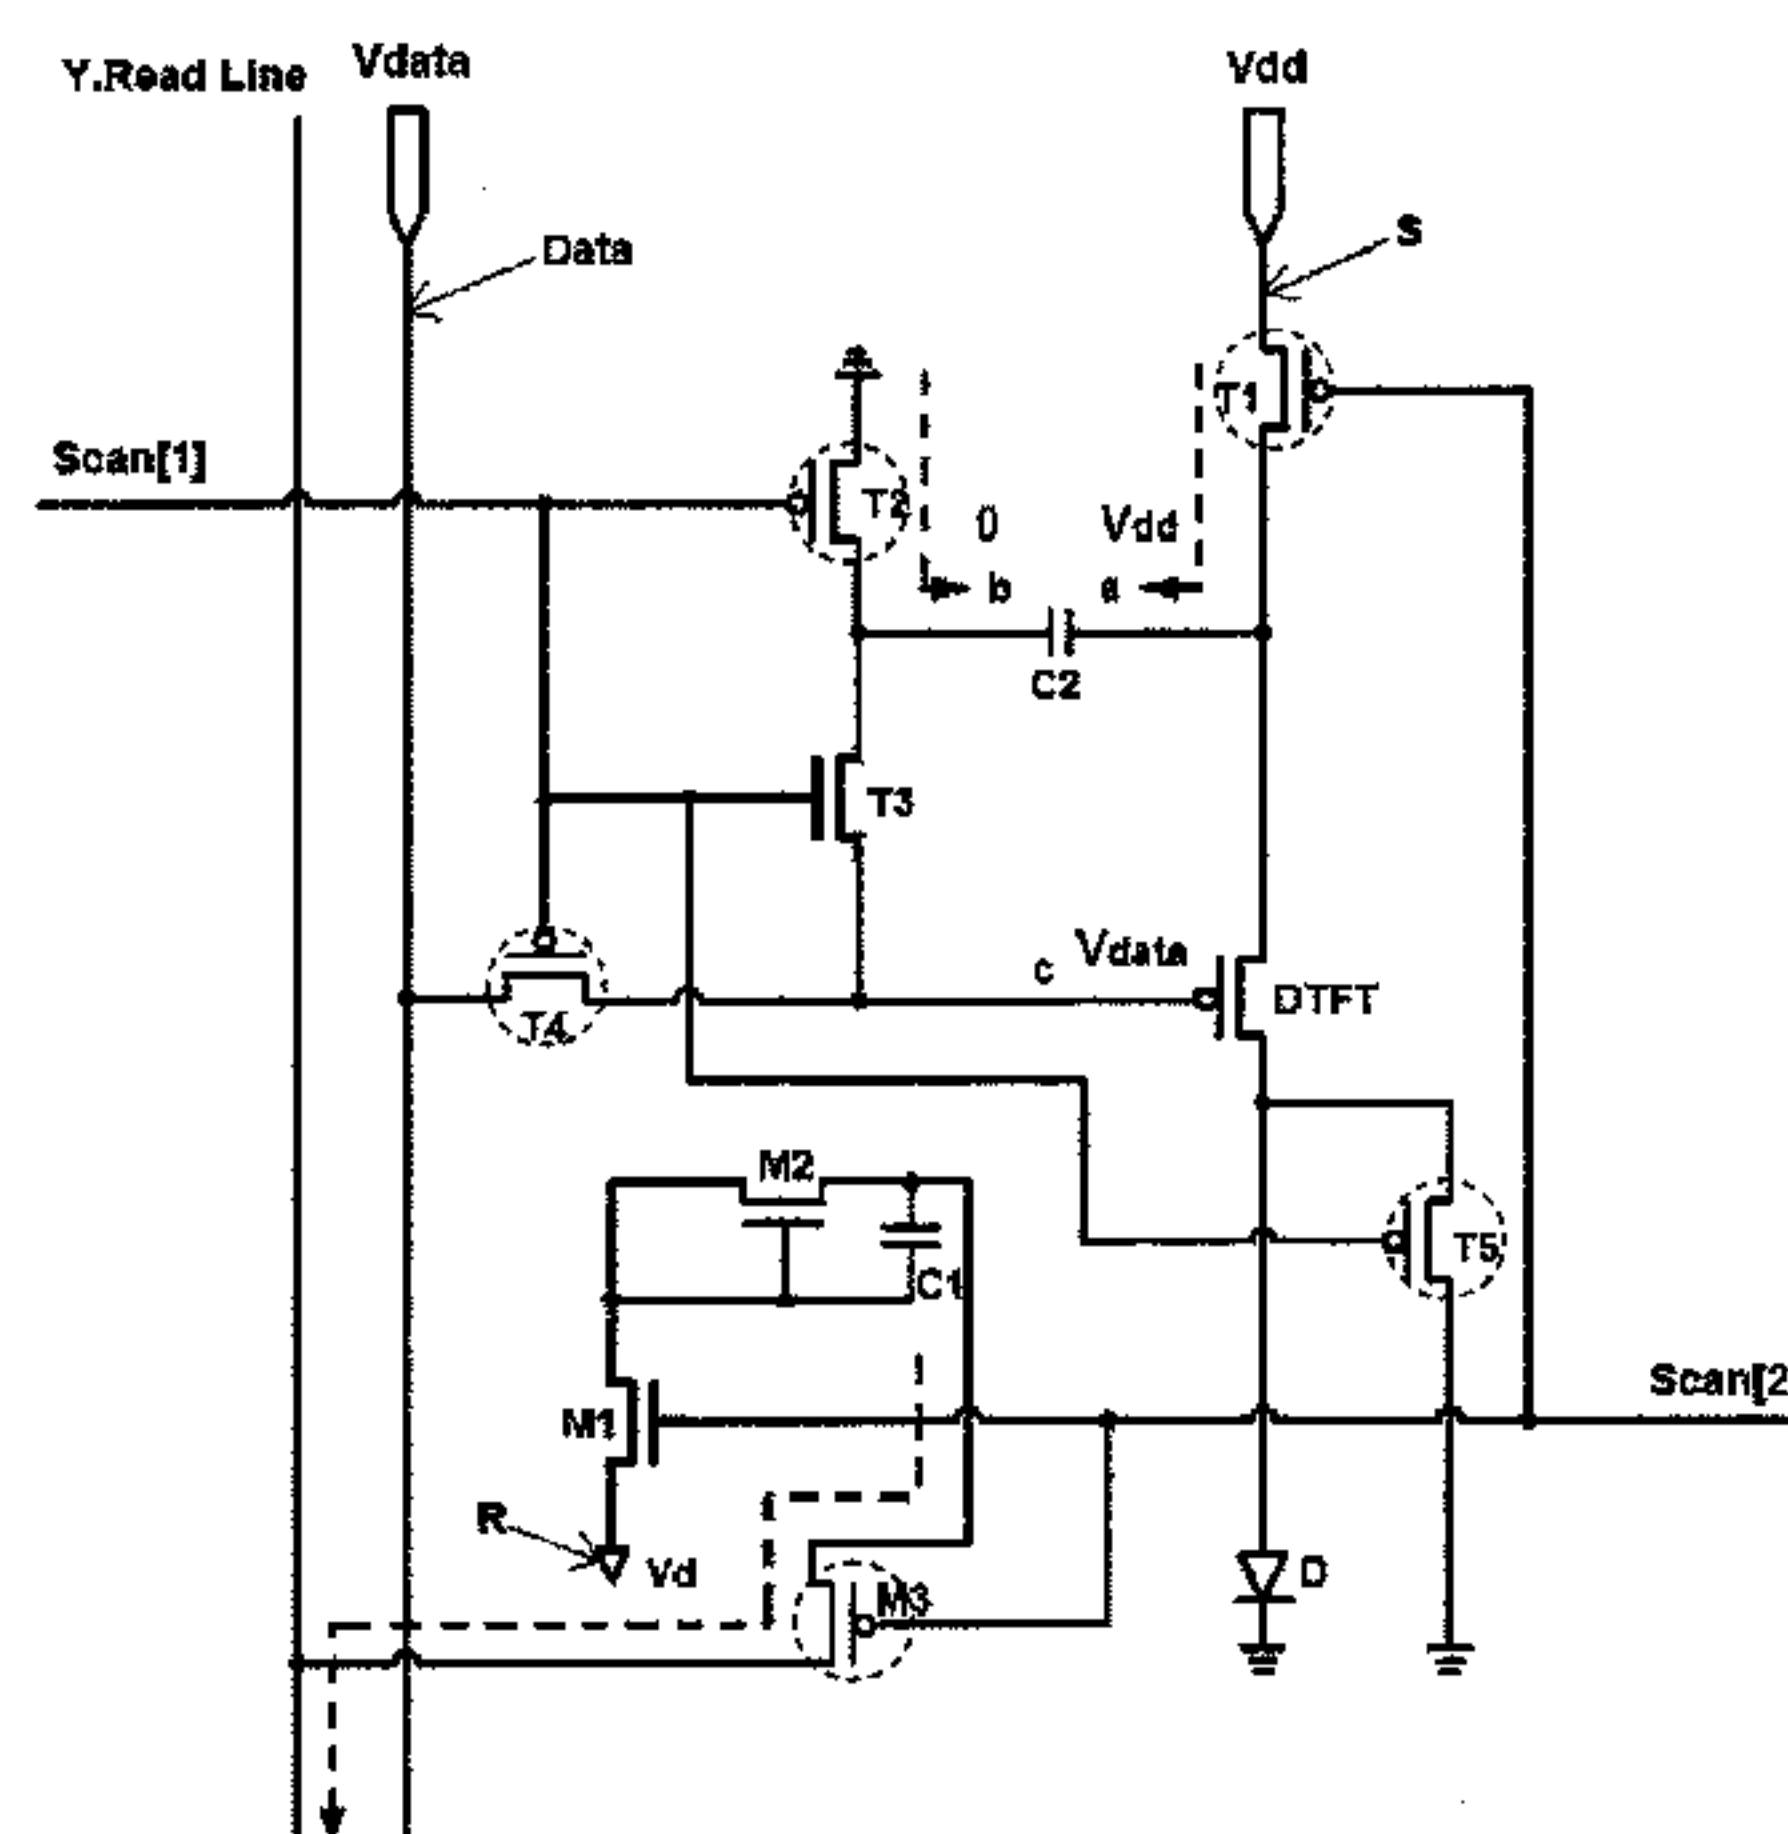 Y.Read Line
Vdata
Vdd
Data
S
T1
Scan[1]
T2
0
Vdd
b
a
C2
T3
Vdata
c
DTFT
T4
M2
T5
C1
Scan[2
M1
R
Vd
M3
D